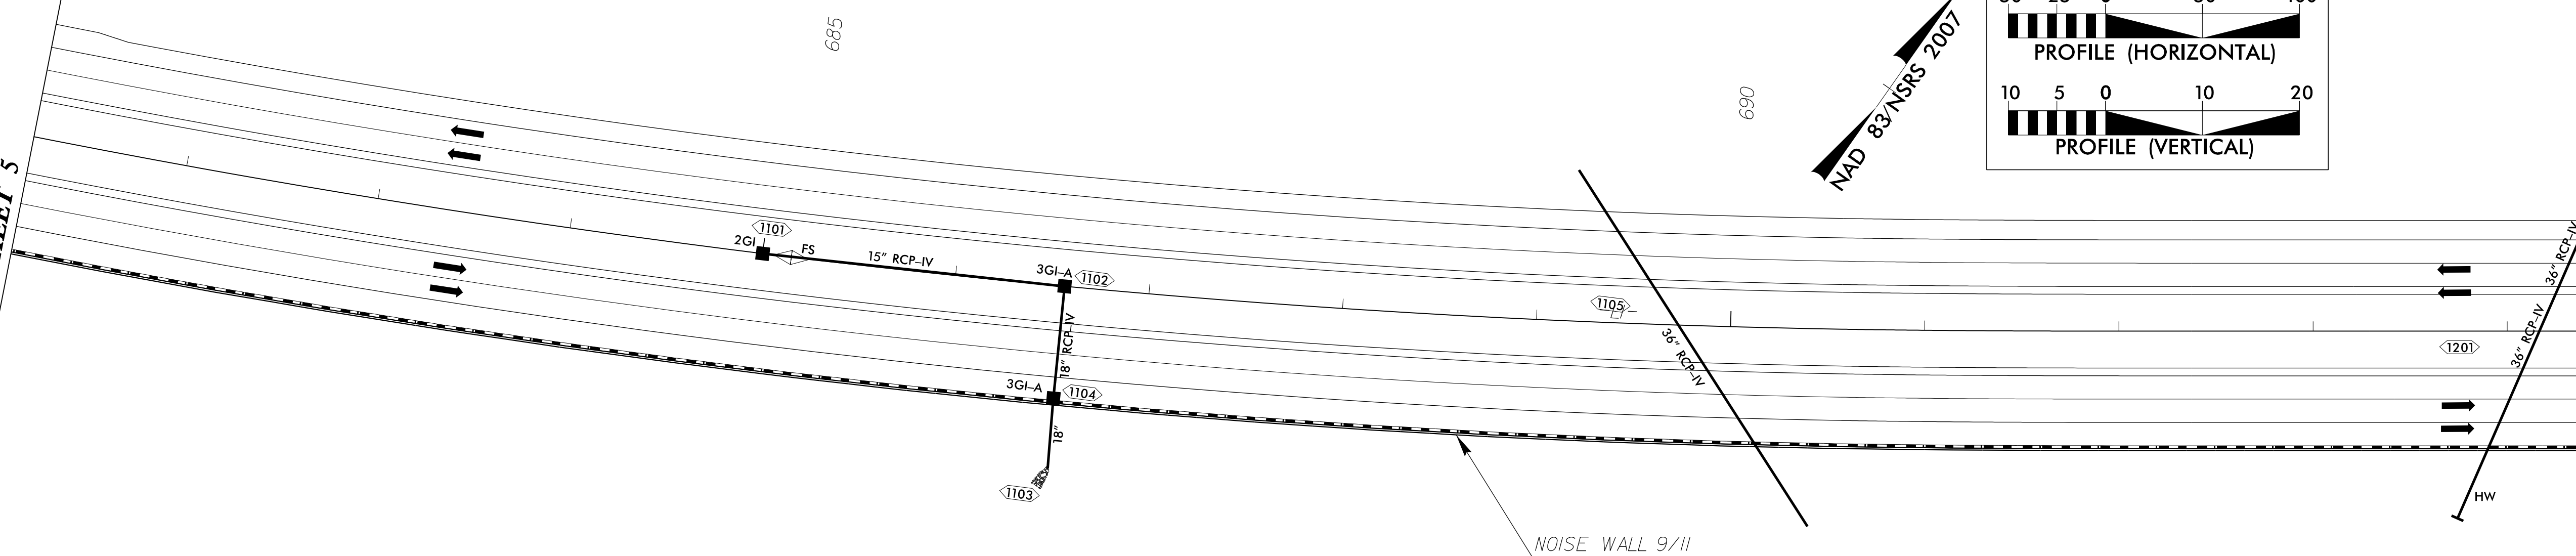 685
690
NAD 83/NSRS 2007
PROFILE (HORIZONTAL)
10 5 0 10 20
PROFILE (VERTICAL)
5
1101
2GI
FS
15" RCP-IV
3GI-A
1102
18" RCP-IV
3GI-A
1104
18"
1103
1105
36" RCP-IV
36" RCP-IV
36" RCP-IV
1201
HW
NOISE WALL 9/11